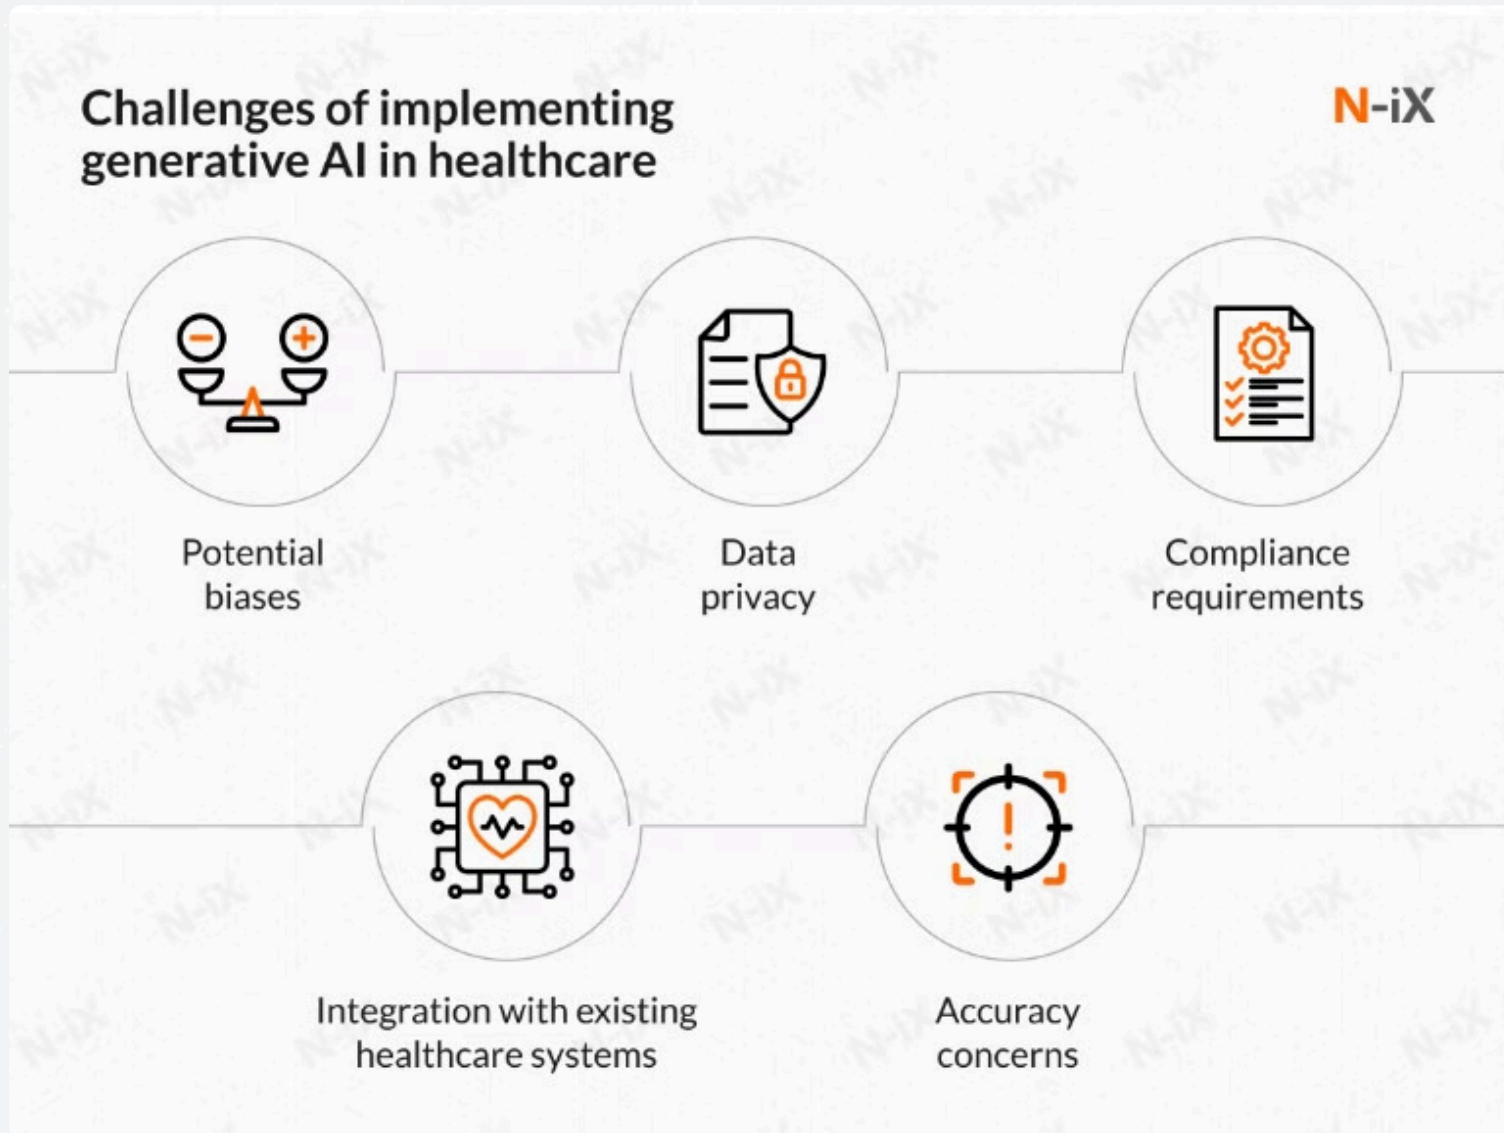 Challenges of implementing
generative AI in healthcare
N-iX
Potential
biases
Data
privacy
Compliance
requirements
Integration with existing
healthcare systems
Accuracy
concerns